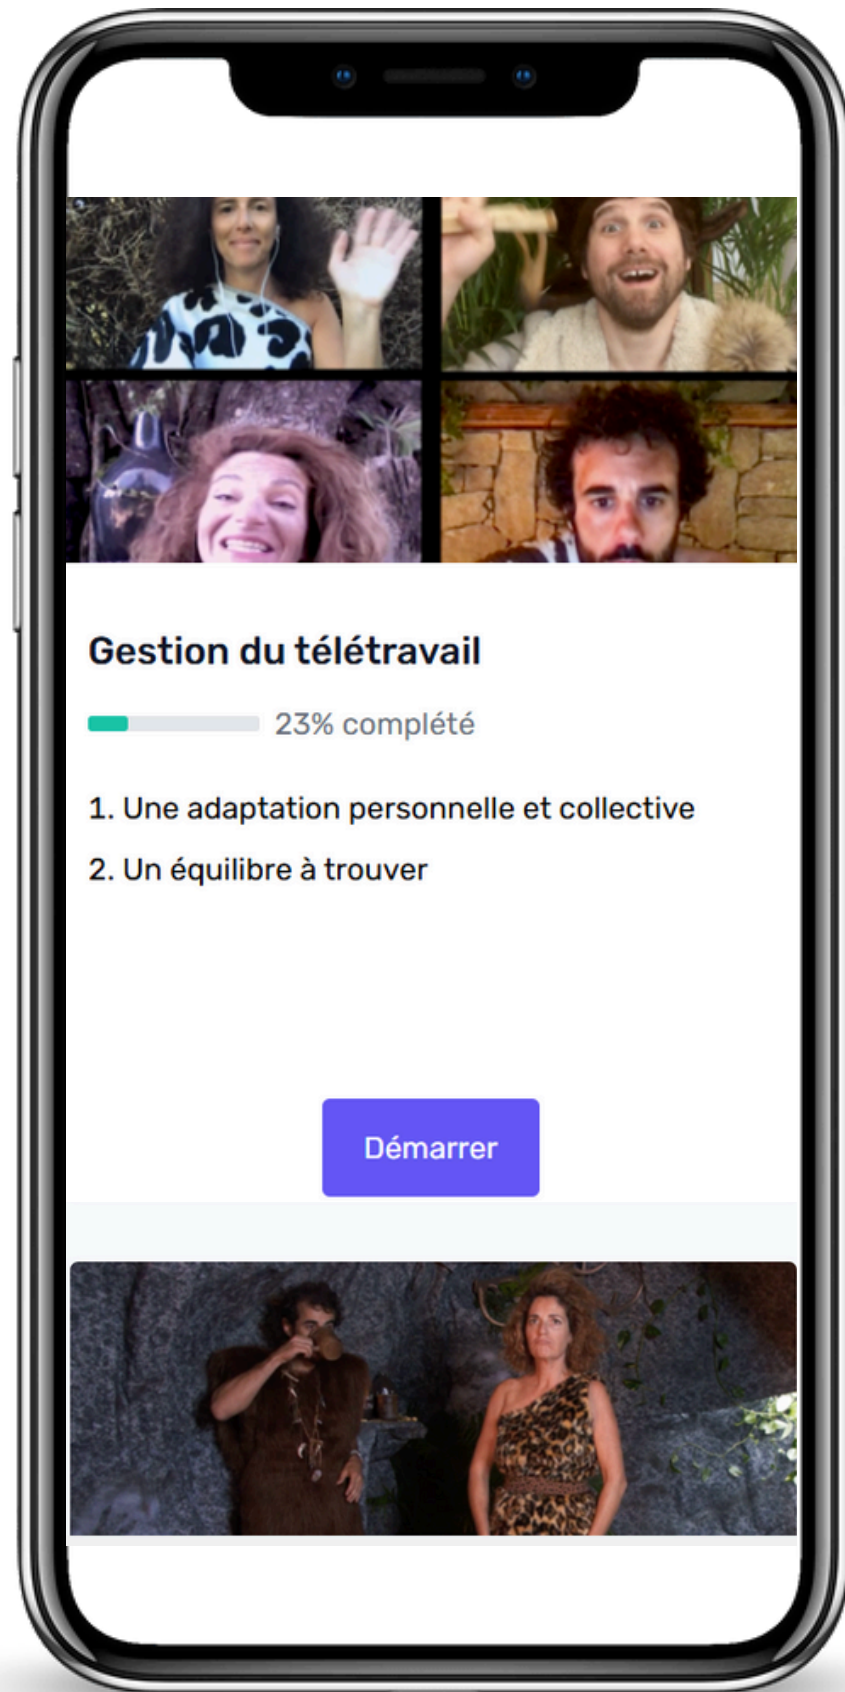 Gestion du télétravail
23% complété
1. Une adaptation personnelle et collective
2. Un équilibre à trouver
Démarrer